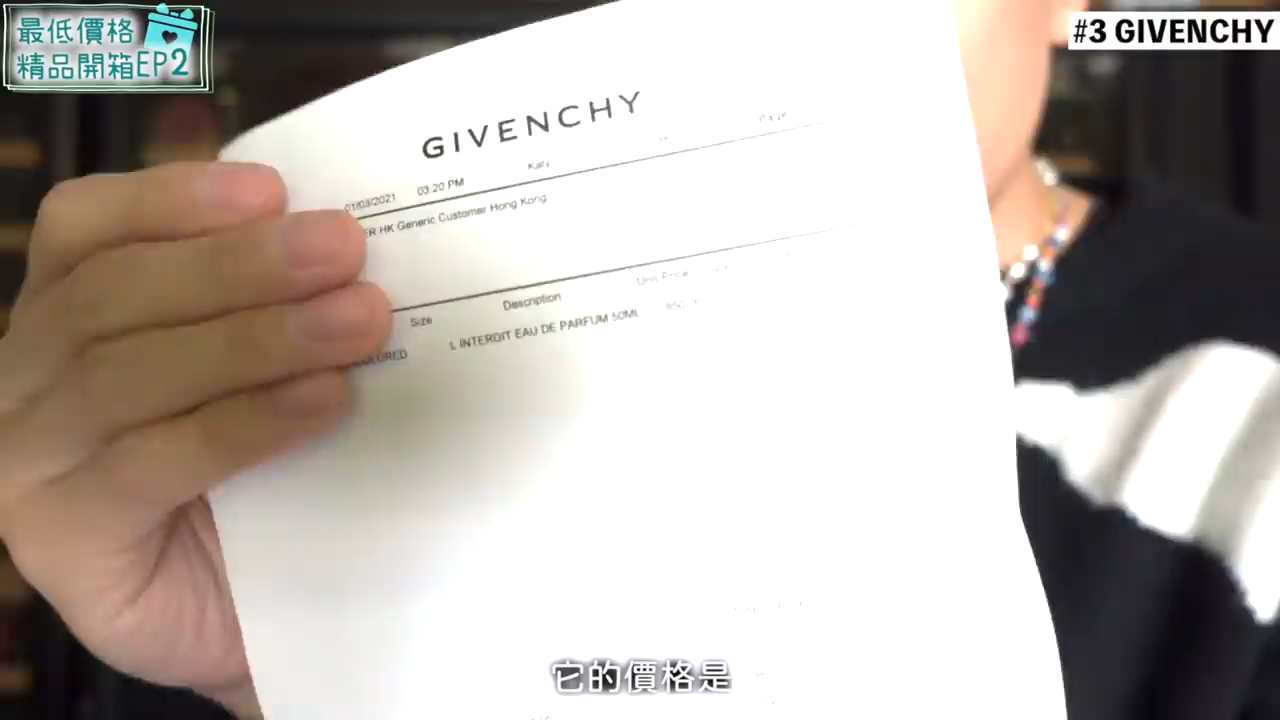 最低價格
精品開箱EP2
#3 GIVENCHY
GIVENCHY
01/03/2021 03:20 PM Katy
ER HK Generic Customer Hong Kong
Size Description Unit Price
L INTERDIT EAU DE PARFUM 50ML
它的價格是